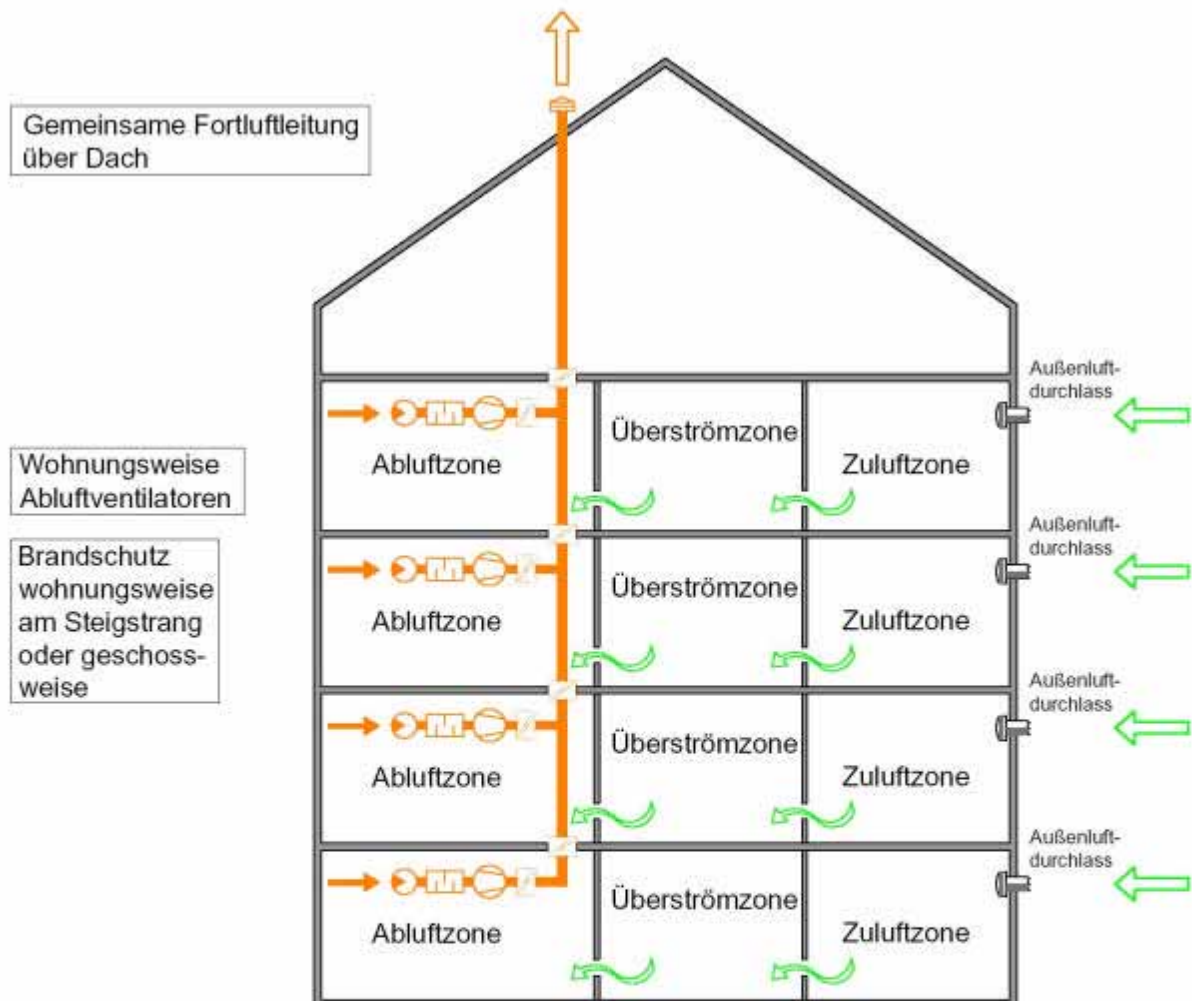 Gemeinsame Fortluftleitung
über Dach
Wohnungsweise
Abluftventilatoren
Brandschutz
wohnungsweise
am Steigstrang
oder geschoss-
weise
Außenluft-
durchlass
Abluftzone
Überströmzone
Zuluftzone
Außenluft-
durchlass
Abluftzone
Überströmzone
Zuluftzone
Außenluft-
durchlass
Abluftzone
Überströmzone
Zuluftzone
Außenluft-
durchlass
Abluftzone
Überströmzone
Zuluftzone